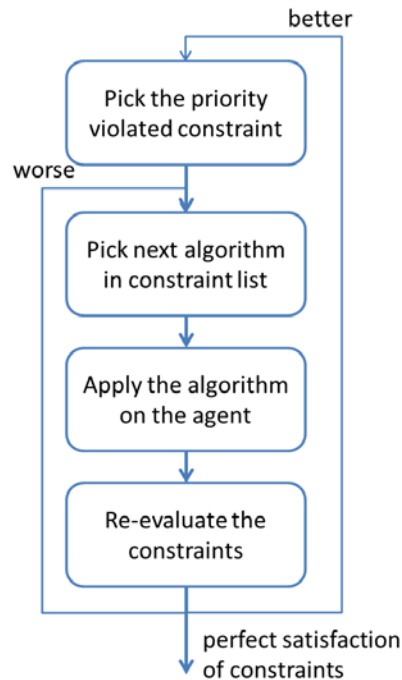 better
Pick the priority
violated constraint
worse
Pick next algorithm
in constraint list
Apply the algorithm
on the agent
Re-evaluate the
constraints
perfect satisfaction
of constraints